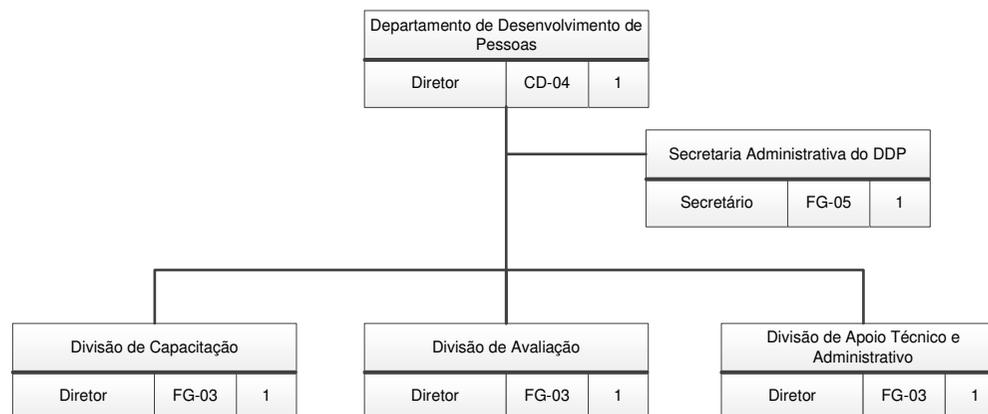 Departamento de Desenvolvimento de
Pessoas
Diretor CD-04 1
Secretaria Administrativa do DDP
Secretário FG-05 1
Divisão de Capacitação
Diretor FG-03 1
Divisão de Avaliação
Diretor FG-03 1
Divisão de Apoio Técnico e
Administrativo
Diretor FG-03 1